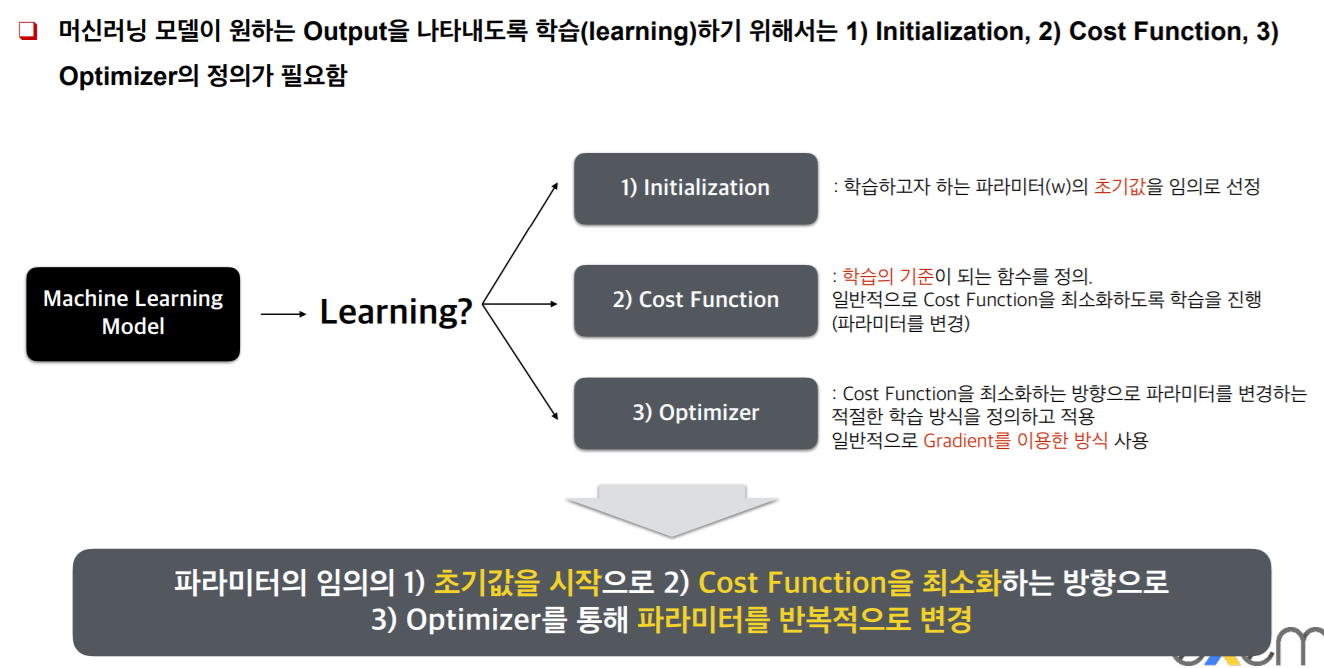 머신러닝 모델이 원하는 Output을 나타내도록 학습(learning)하기 위해서는 1) Initialization, 2) Cost Function, 3)
Optimizer의 정의가 필요함
Machine Learning
Model
Learning?
1) Initialization
: 학습하고자 하는 파라미터(w)의 초기값을 임의로 선정
2) Cost Function
: 학습의 기준이 되는 함수를 정의.
일반적으로 Cost Function을 최소화하도록 학습을 진행
(파라미터를 변경)
3) Optimizer
: Cost Function을 최소화하는 방향으로 파라미터를 변경하는
적절한 학습 방식을 정의하고 적용
일반적으로 Gradient를 이용한 방식 사용
파라미터의 임의의 1) 초기값을 시작으로 2) Cost Function을 최소화하는 방향으로
3) Optimizer를 통해 파라미터를 반복적으로 변경